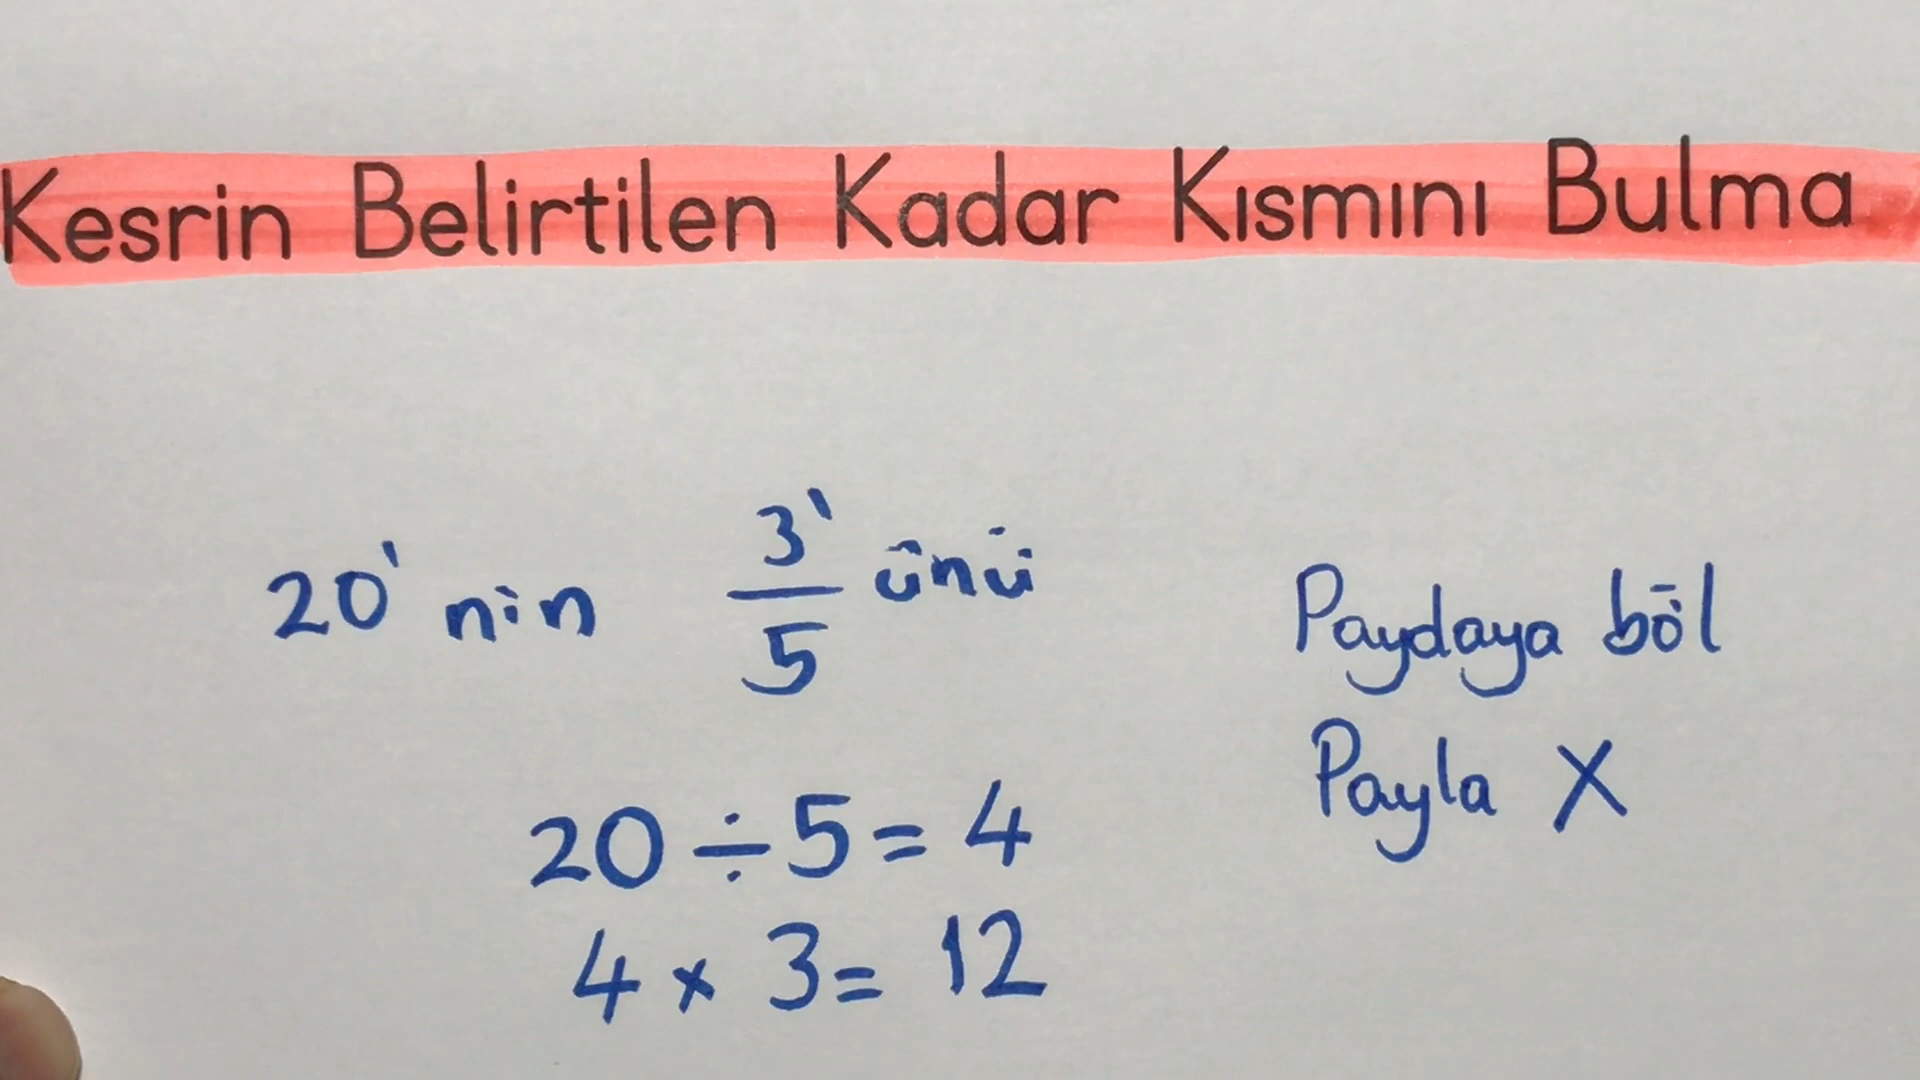 Kesrin Belirtilen Kadar Kısmını Bulma
20' nin 3'/5 ünü
Paydaya böl
Payla X
20 ÷ 5 = 4
4 x 3 = 12